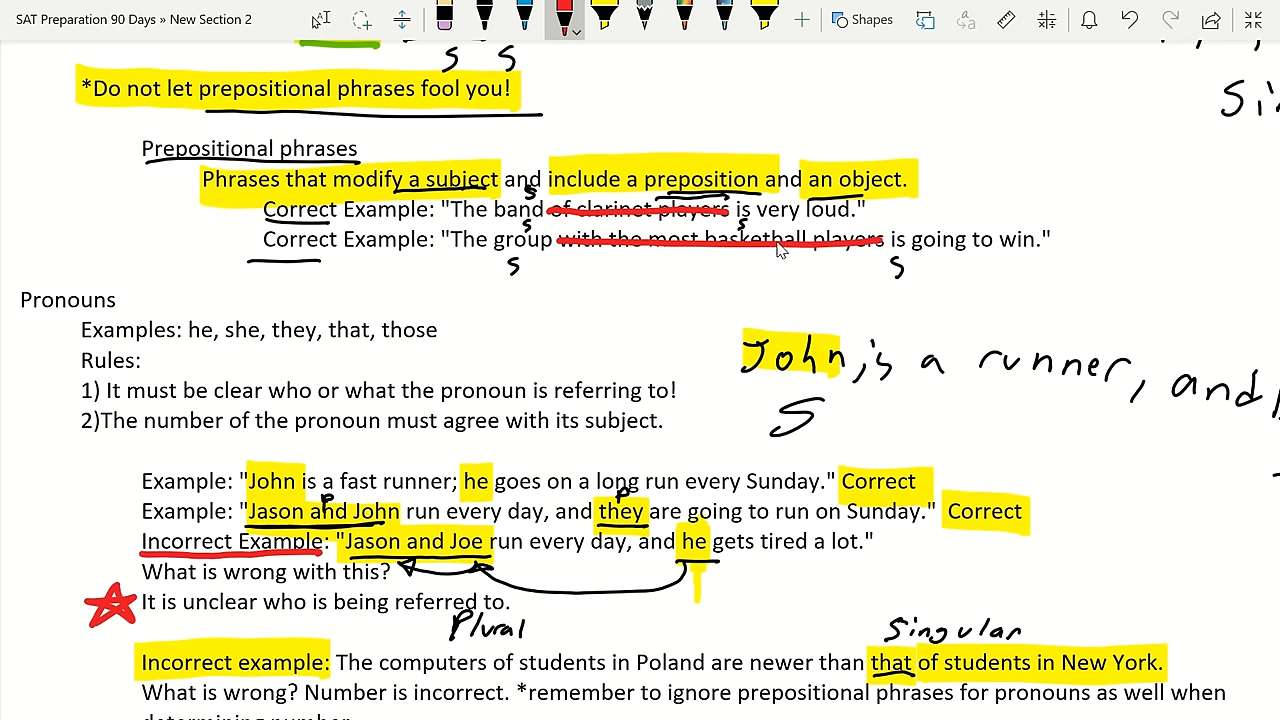 SAT Preparation 90 Days » New Section 2
Shapes
S S
*Do not let prepositional phrases fool you!
Prepositional phrases
Phrases that modify a subject and include a preposition and an object.
s
Correct Example: "The band of clarinet players is very loud."
s s
Correct Example: "The group with the most basketball players is going to win."
S S
Pronouns
Examples: he, she, they, that, those
Rules:
John is a runner, and
1) It must be clear who or what the pronoun is referring to!
S
2)The number of the pronoun must agree with its subject.
Example: "John is a fast runner; he goes on a long run every Sunday." Correct
P P
Example: "Jason and John run every day, and they are going to run on Sunday." Correct
Incorrect Example: "Jason and Joe run every day, and he gets tired a lot."
What is wrong with this?
It is unclear who is being referred to.
Plural Singular
Incorrect example: The computers of students in Poland are newer than that of students in New York.
What is wrong? Number is incorrect. *remember to ignore prepositional phrases for pronouns as well when
determining number